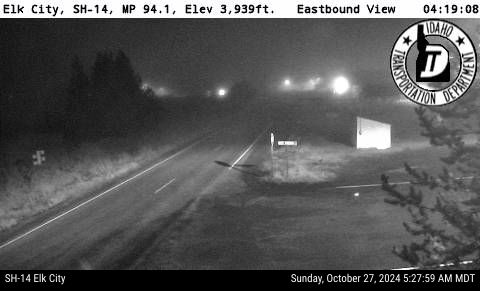 Elk City, SH-14, MP 94.1, Elev 3,939ft. Eastbound View 04:19:08
IDAHO
TRANSPORTATION DEPARTMENT
SH-14 Elk City Sunday, October 27, 2024 5:27:59 AM MDT